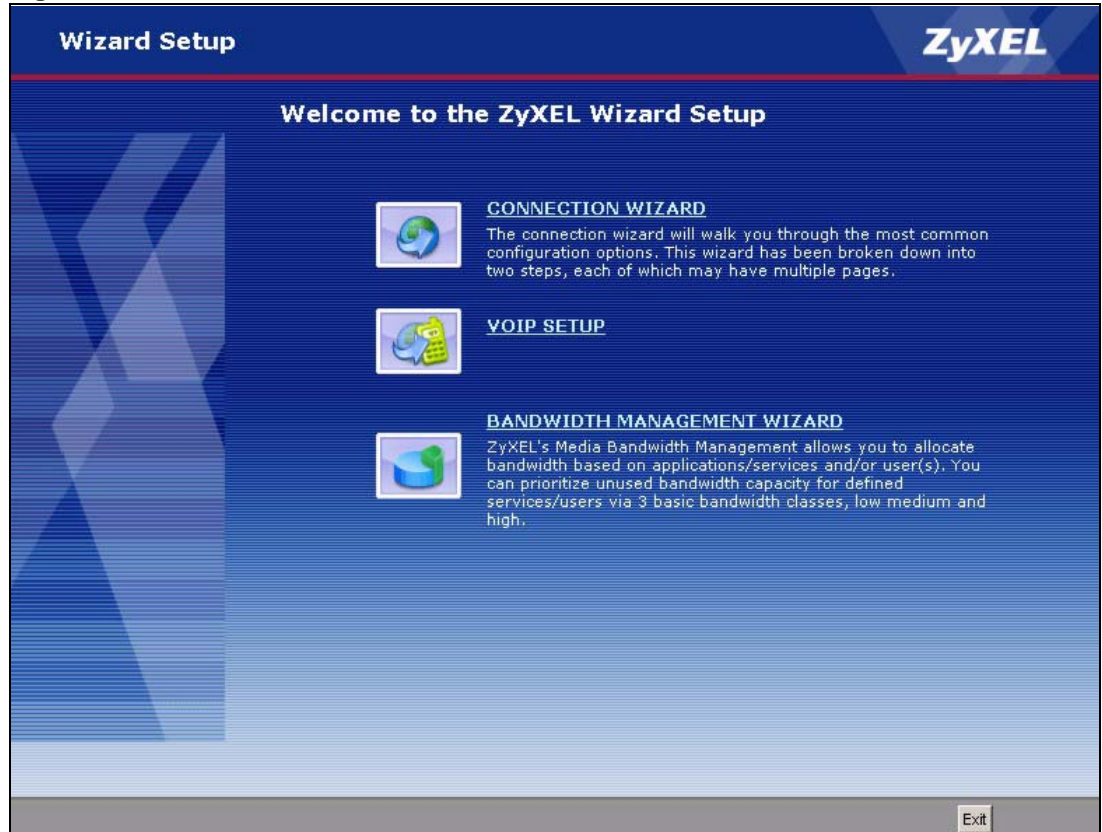 Wizard Setup
ZyXEL
Welcome to the ZyXEL Wizard Setup
CONNECTION WIZARD
The connection wizard will walk you through the most common
configuration options. This wizard has been broken down into
two steps, each of which may have multiple pages.
VOIP SETUP
BANDWIDTH MANAGEMENT WIZARD
ZyXEL's Media Bandwidth Management allows you to allocate
bandwidth based on applications/services and/or user(s). You
can prioritize unused bandwidth capacity for defined
services/users via 3 basic bandwidth classes, low medium and
high.
Exit